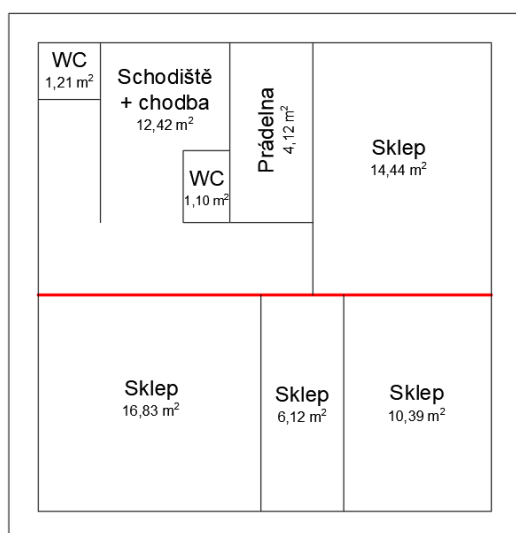 WC
1,21 m²
Schodiště
+ chodba
12,42 m²
WC
1,10 m²
Prádelna
4,12 m²
Sklep
14,44 m²
Sklep
16,83 m²
Sklep
6,12 m²
Sklep
10,39 m²